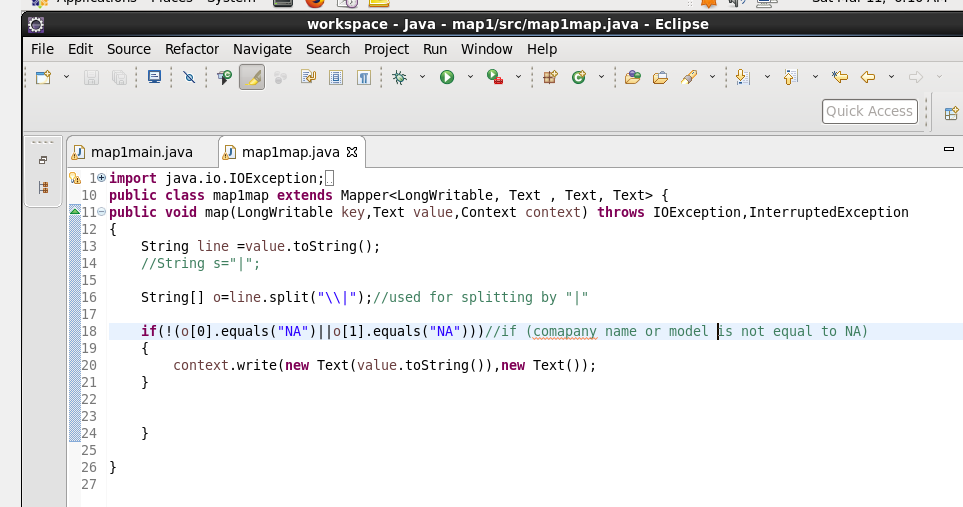 workspace - Java - map1/src/map1map.java - Eclipse
File Edit Source Refactor Navigate Search Project Run Window Help
Quick Access
map1main.java map1map.java
1 import java.io.IOException;
10 public class map1map extends Mapper<LongWritable, Text , Text, Text> {
11 public void map(LongWritable key,Text value,Context context) throws IOException,InterruptedException
12 {
13 String line =value.toString();
14 //String s="|";
15
16 String[] o=line.split("\\|");//used for splitting by "|"
17
18 if(!(o[0].equals("NA")||o[1].equals("NA")))//if (comapany name or model is not equal to NA)
19 {
20 context.write(new Text(value.toString()),new Text());
21 }
22
23
24 }
25
26 }
27